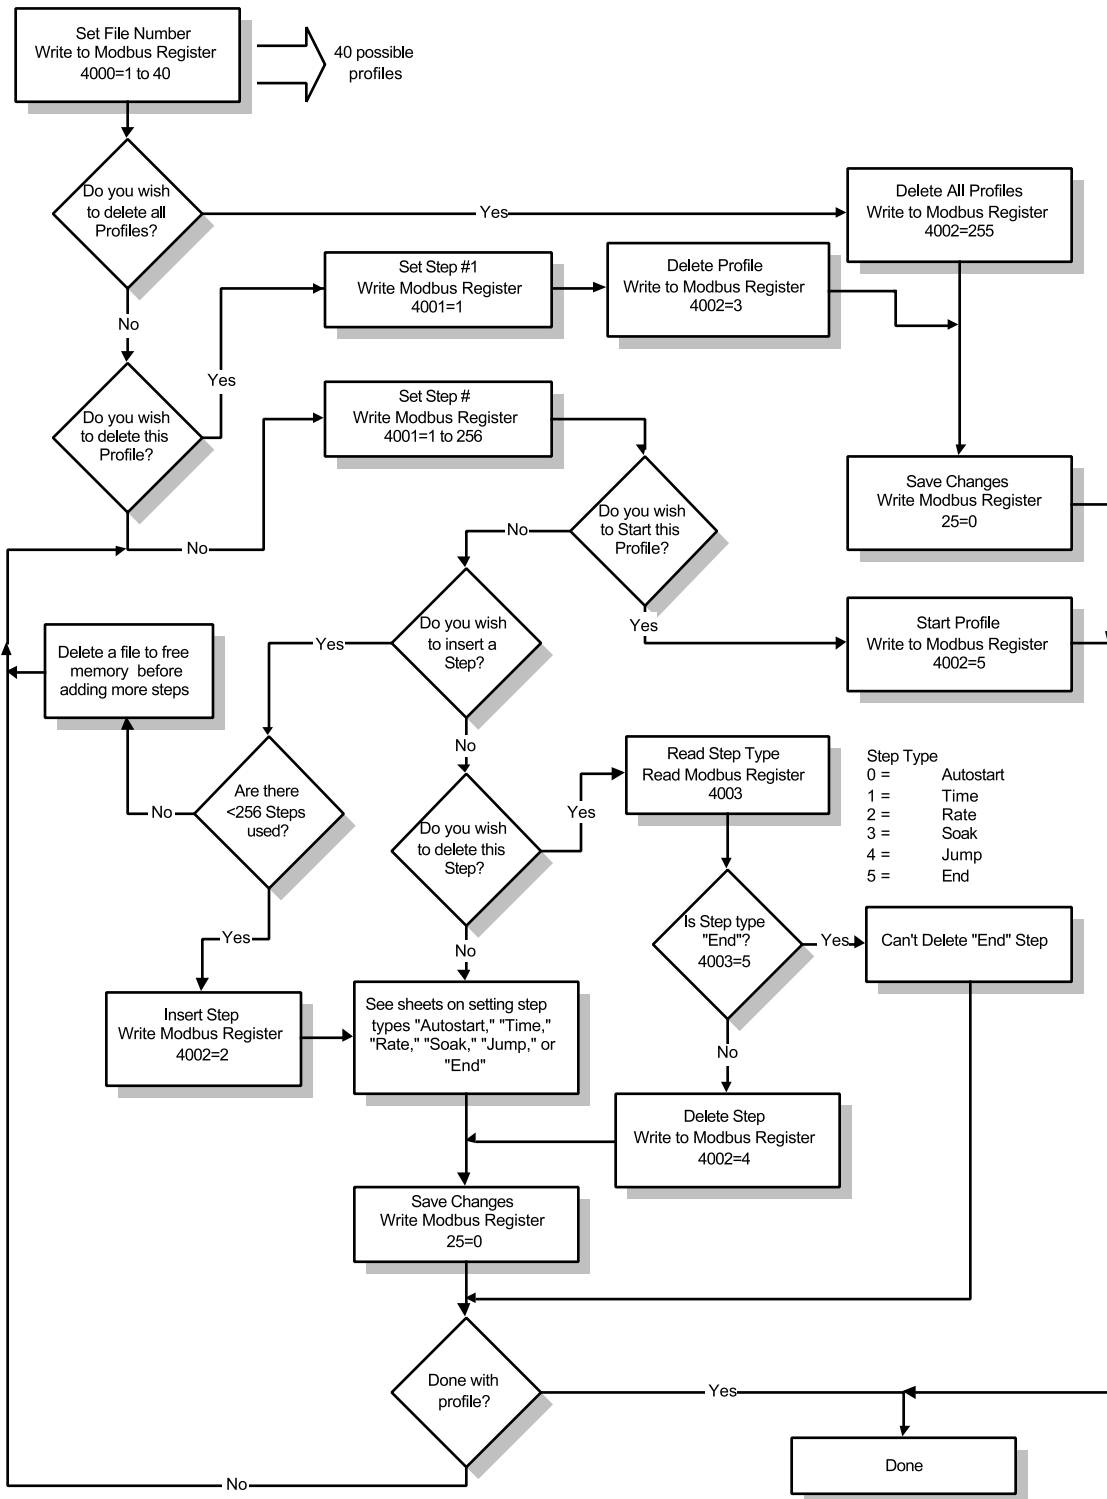 Set File Number
Write to Modbus Register
4000=1 to 40
40 possible
profiles
Do you wish
to delete all
Profiles?
Yes
Delete All Profiles
Write to Modbus Register
4002=255
No
Set Step #1
Write Modbus Register
4001=1
Delete Profile
Write to Modbus Register
4002=3
Yes
Do you wish
to delete this
Profile?
Set Step #
Write Modbus Register
4001=1 to 256
No
Do you wish
to Start this
Profile?
No
Save Changes
Write Modbus Register
25=0
Yes
Start Profile
Write to Modbus Register
4002=5
Do you wish
to insert a
Step?
Yes
Delete a file to free
memory before
adding more steps
No
Are there
<256 Steps
used?
No
Yes
Do you wish
to delete this
Step?
Yes
Read Step Type
Read Modbus Register
4003
Step Type
0 = Autostart
1 = Time
2 = Rate
3 = Soak
4 = Jump
5 = End
Is Step type
"End"?
4003=5
Yes
Can't Delete "End" Step
No
No
Insert Step
Write Modbus Register
4002=2
See sheets on setting step
types "Autostart," "Time,"
"Rate," "Soak," "Jump," or
"End"
Delete Step
Write to Modbus Register
4002=4
Save Changes
Write Modbus Register
25=0
Done with
profile?
Yes
No
Done